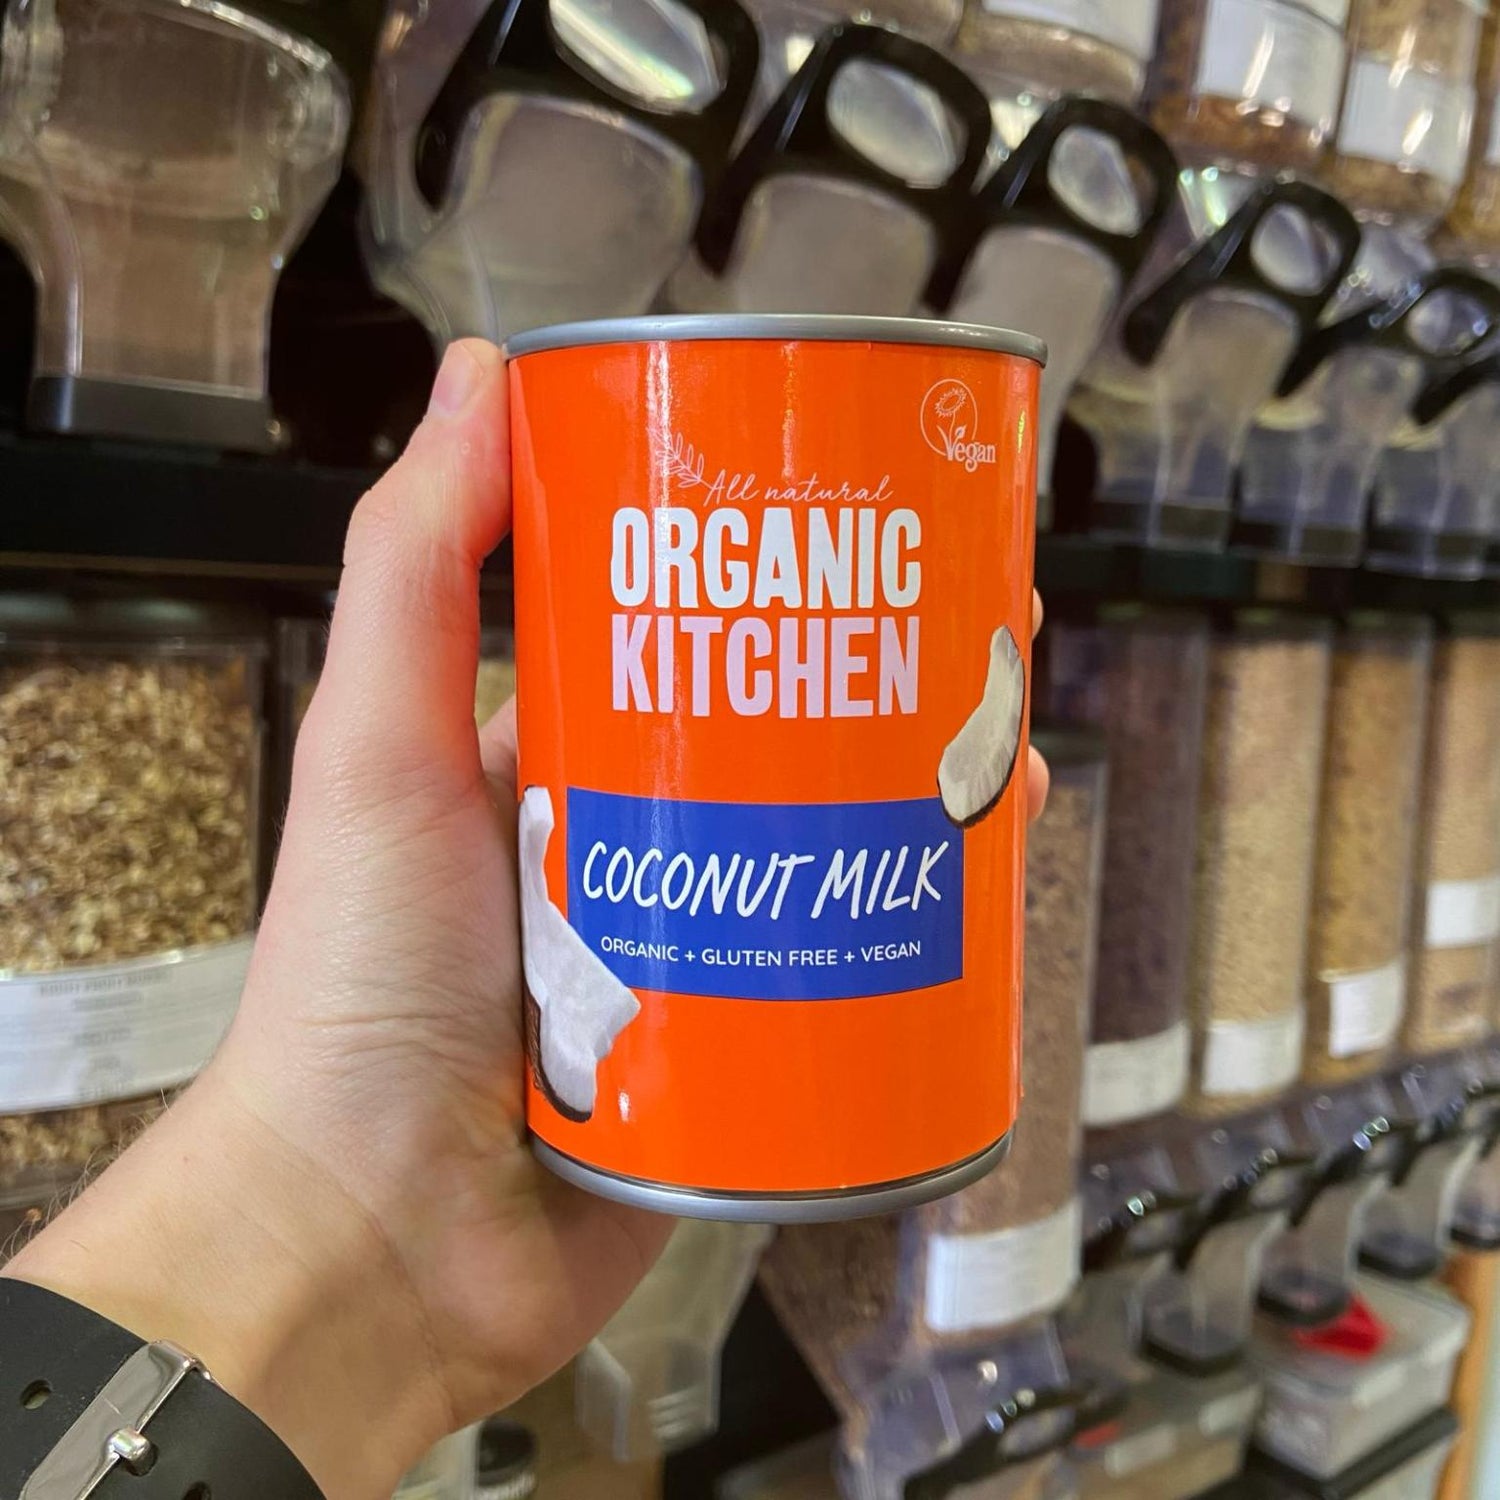 Vegan
All natural
ORGANIC
KITCHEN
COCONUT MILK
ORGANIC + GLUTEN FREE + VEGAN